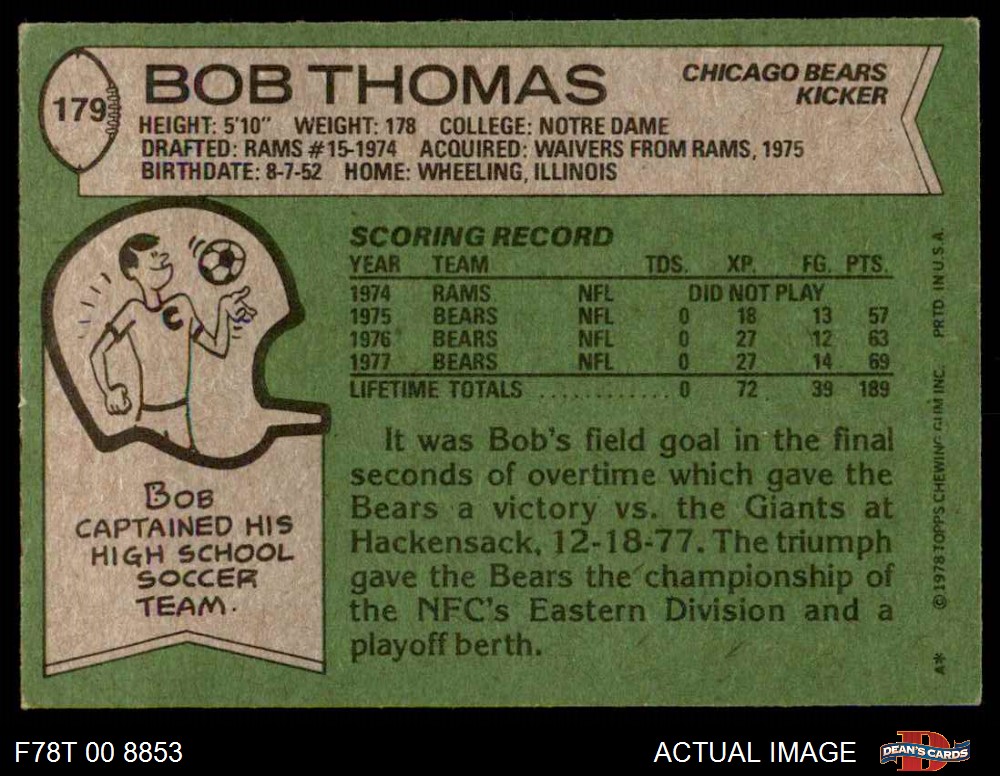 179
BOB THOMAS
CHICAGO BEARS
KICKER
HEIGHT: 5'10" WEIGHT: 178 COLLEGE: NOTRE DAME
DRAFTED: RAMS #15-1974 ACQUIRED: WAIVERS FROM RAMS, 1975
BIRTHDATE: 8-7-52 HOME: WHEELING, ILLINOIS
C
BOB
CAPTAINED HIS
HIGH SCHOOL
SOCCER
TEAM.
SCORING RECORD
YEAR TEAM TDS. XP. FG. PTS.
1974 RAMS NFL DID NOT PLAY
1975 BEARS NFL 0 18 13 57
1976 BEARS NFL 0 27 12 63
1977 BEARS NFL 0 27 14 69
LIFETIME TOTALS ............ 0 72 39 189
It was Bob's field goal in the final
seconds of overtime which gave the
Bears a victory vs. the Giants at
Hackensack, 12-18-77. The triumph
gave the Bears the championship of
the NFC's Eastern Division and a
playoff berth.
A* © 1978 TOPPS CHEWING GUM INC. PRTD. IN U.S.A.
F78T 00 8853
ACTUAL IMAGE
D
DEAN'S CARDS